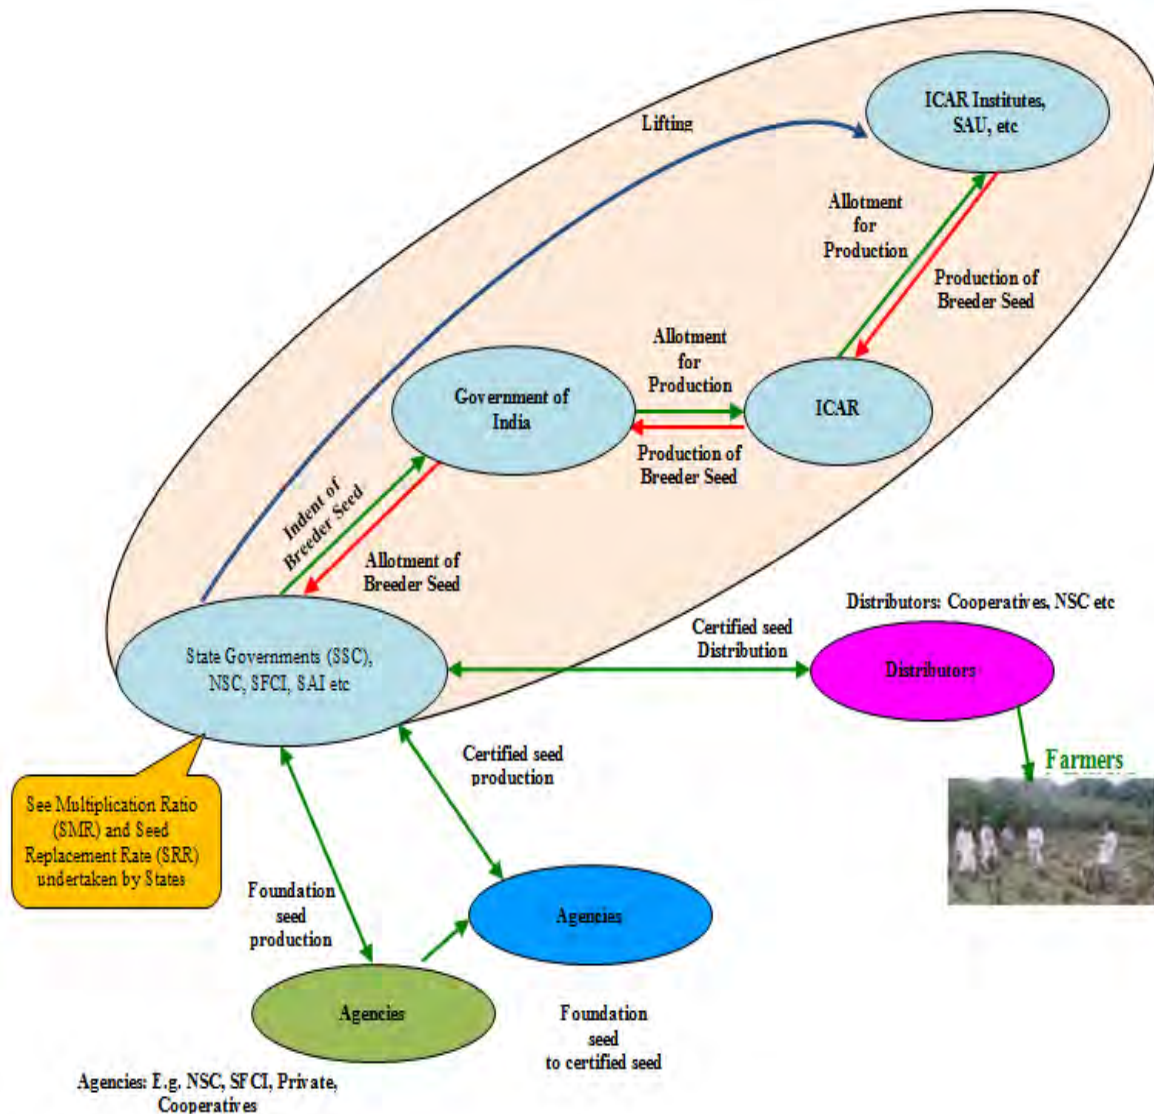 ICAR Institutes,
SAU, etc
Lifting
Allotment
for
Production
Production of
Breeder Seed
Allotment
for
Production
Government of
India
ICAR
Production of
Breeder Seed
Indent of
Breeder Seed
Allotment of
Breeder Seed
Distributors: Cooperatives, NSC etc
Certified seed
Distribution
State Governments (SSC),
NSC, SFCI, SAI etc
Distributors
Certified seed
production
Farmers
See Multiplication Ratio
(SMR) and Seed
Replacement Rate (SRR)
undertaken by States
Foundation
seed
production
Agencies
Agencies
Foundation
seed
to certified seed
Agencies: E.g. NSC, SFCI, Private,
Cooperatives